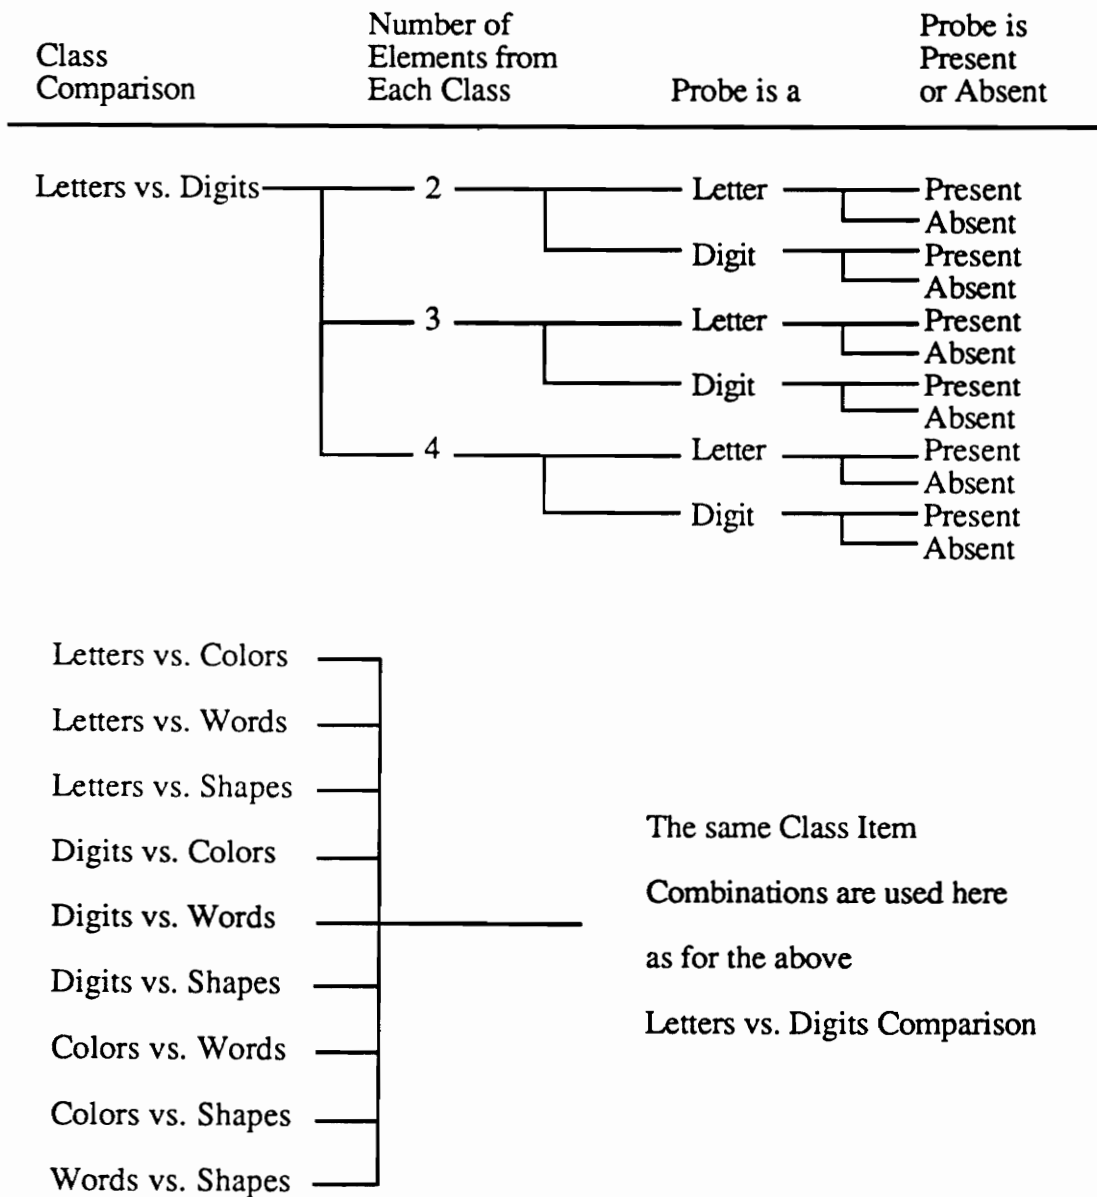 Class
Comparison
Number of
Elements from
Each Class
Probe is a
Probe is
Present
or Absent
Letters vs. Digits
2
Letter
Present
Absent
Digit
Present
Absent
3
Letter
Present
Absent
Digit
Present
Absent
4
Letter
Present
Absent
Digit
Present
Absent
Letters vs. Colors
Letters vs. Words
Letters vs. Shapes
Digits vs. Colors
Digits vs. Words
Digits vs. Shapes
Colors vs. Words
Colors vs. Shapes
Words vs. Shapes
The same Class Item
Combinations are used here
as for the above
Letters vs. Digits Comparison